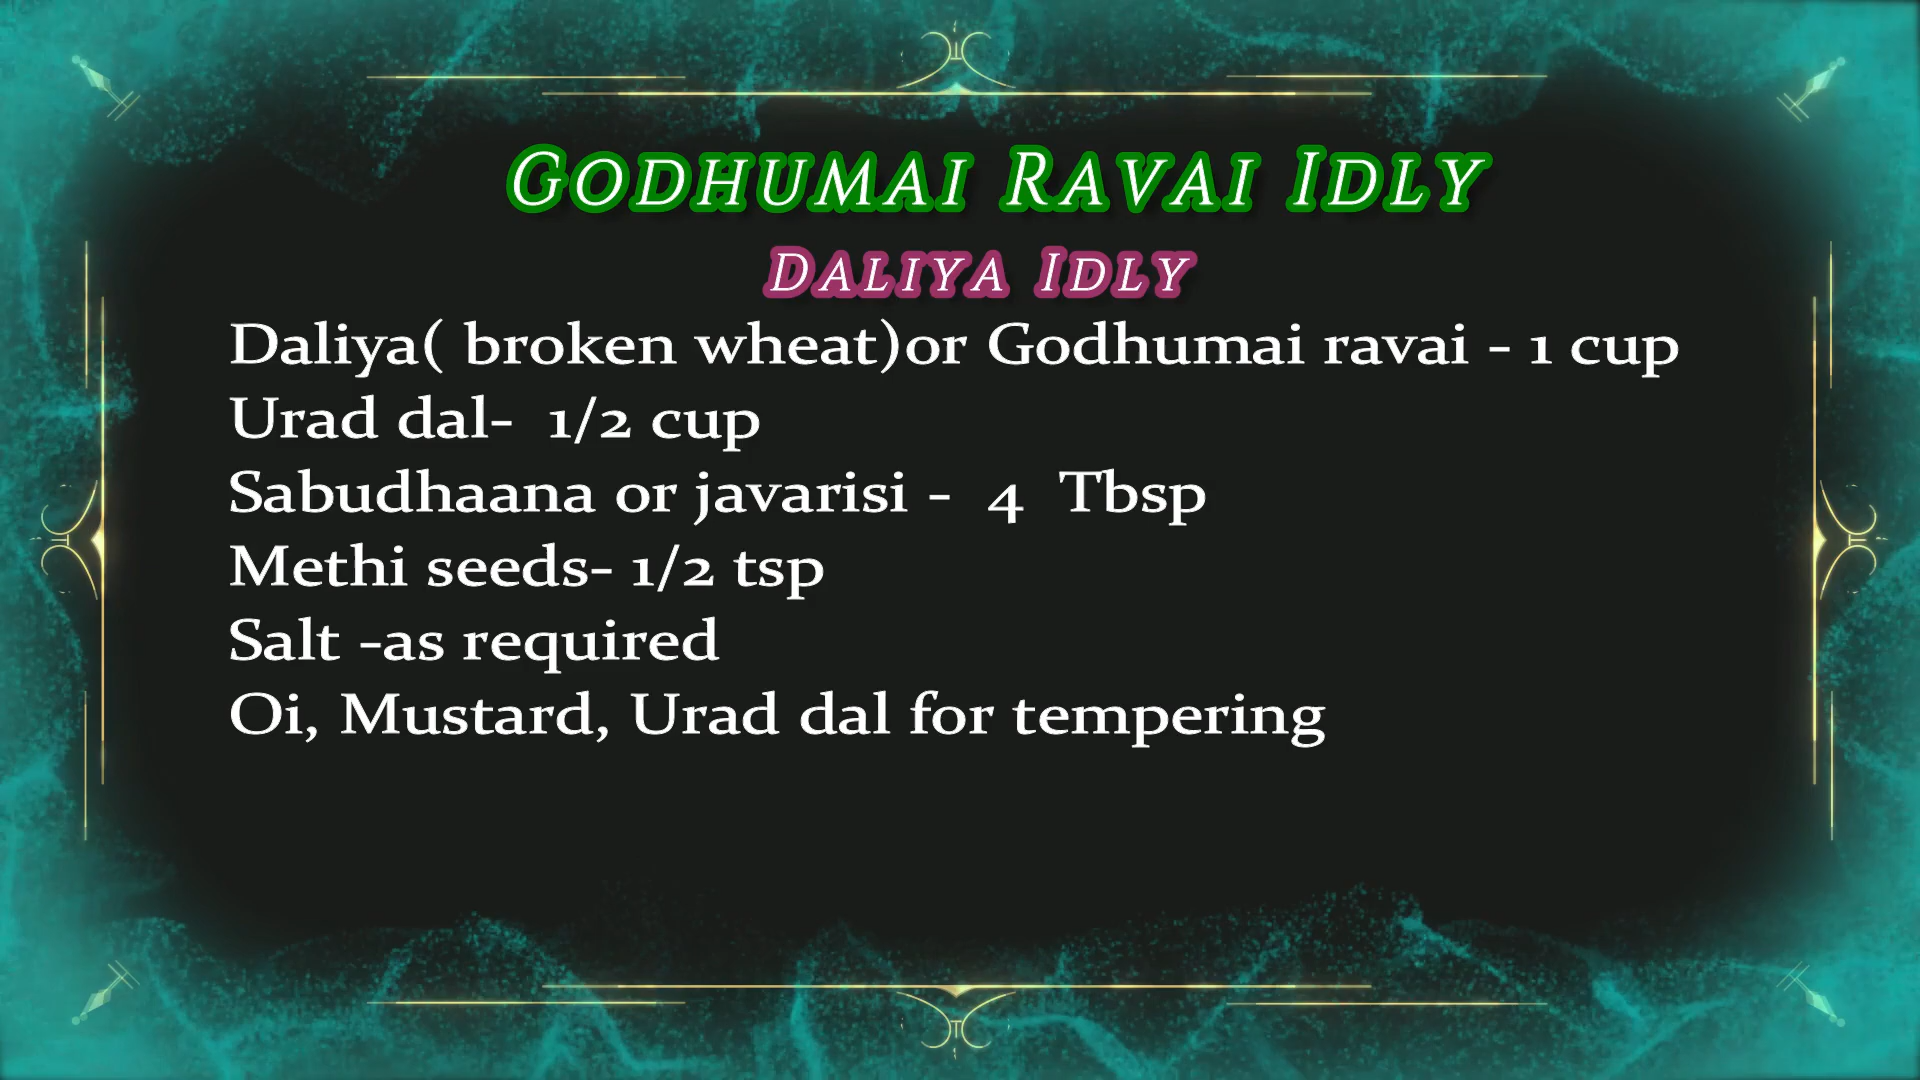 Godhumai Ravai Idly
Daliya Idly
Daliya( broken wheat)or Godhumai ravai - 1 cup
Urad dal-  1/2 cup
Sabudhaana or javarisi -  4  Tbsp
Methi seeds- 1/2 tsp
Salt -as required
Oi, Mustard, Urad dal for tempering